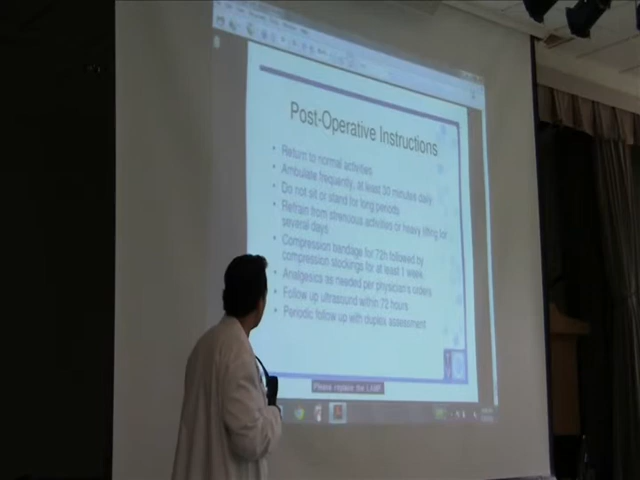 Post-Operative Instructions
• Return to normal activities
• Ambulate frequently, at least 30 minutes daily
• Do not sit or stand for long periods
• Refrain from strenuous activities or heavy lifting for
several days
• Compression bandage for 72h followed by
compression stockings for at least 1 week
• Analgesics as needed per physician's orders
• Follow up ultrasound within 72 hours
• Periodic follow up with duplex assessment
Please replace the LAMP